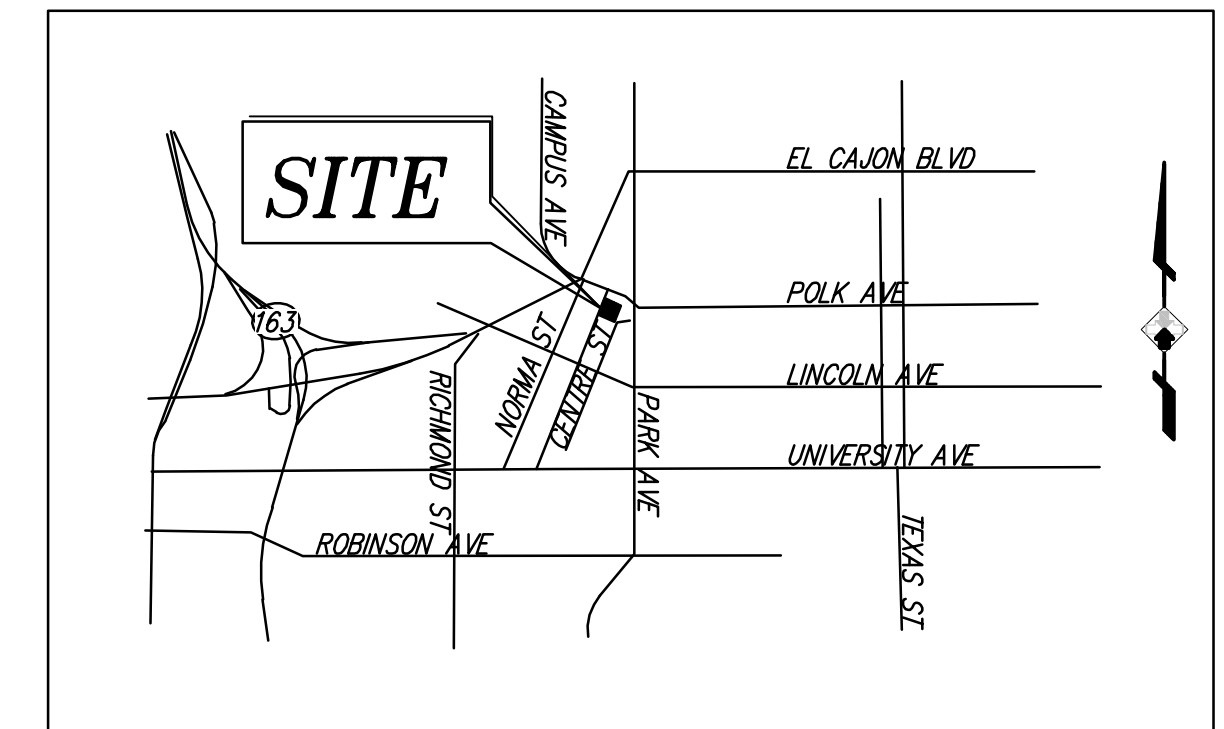 CAMPUS AVE
EL CAJON BLVD
SITE
POLK AVE
163
NORMA ST
CENTRA ST
LINCOLN AVE
RICHMOND ST
PARK AVE
UNIVERSITY AVE
ROBINSON AVE
TEXAS ST